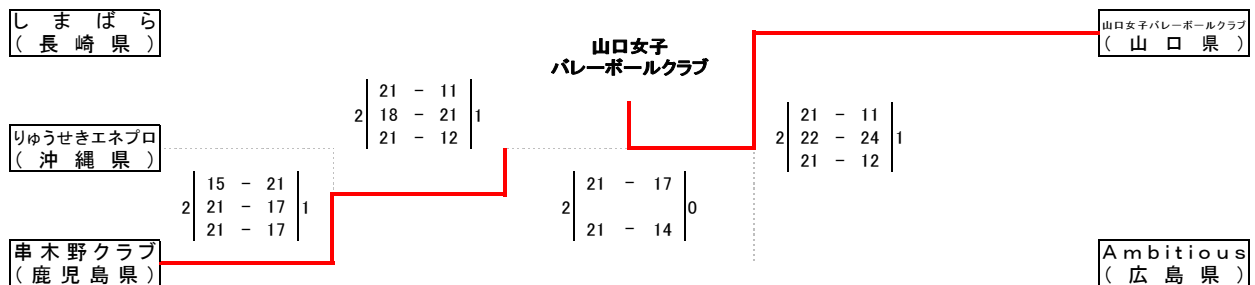 しまばら
(長崎県)
山口女子バレーボールクラブ
(山口県)
山口女子
バレーボールクラブ
21 － 11
2 18 － 21 1
21 － 12
21 － 11
2 22 － 24 1
21 － 12
りゅうせきエネプロ
(沖縄県)
15 － 21
2 21 － 17 1
21 － 17
21 － 17
2 0
21 － 14
串木野クラブ
(鹿児島県)
Ambitious
(広島県)